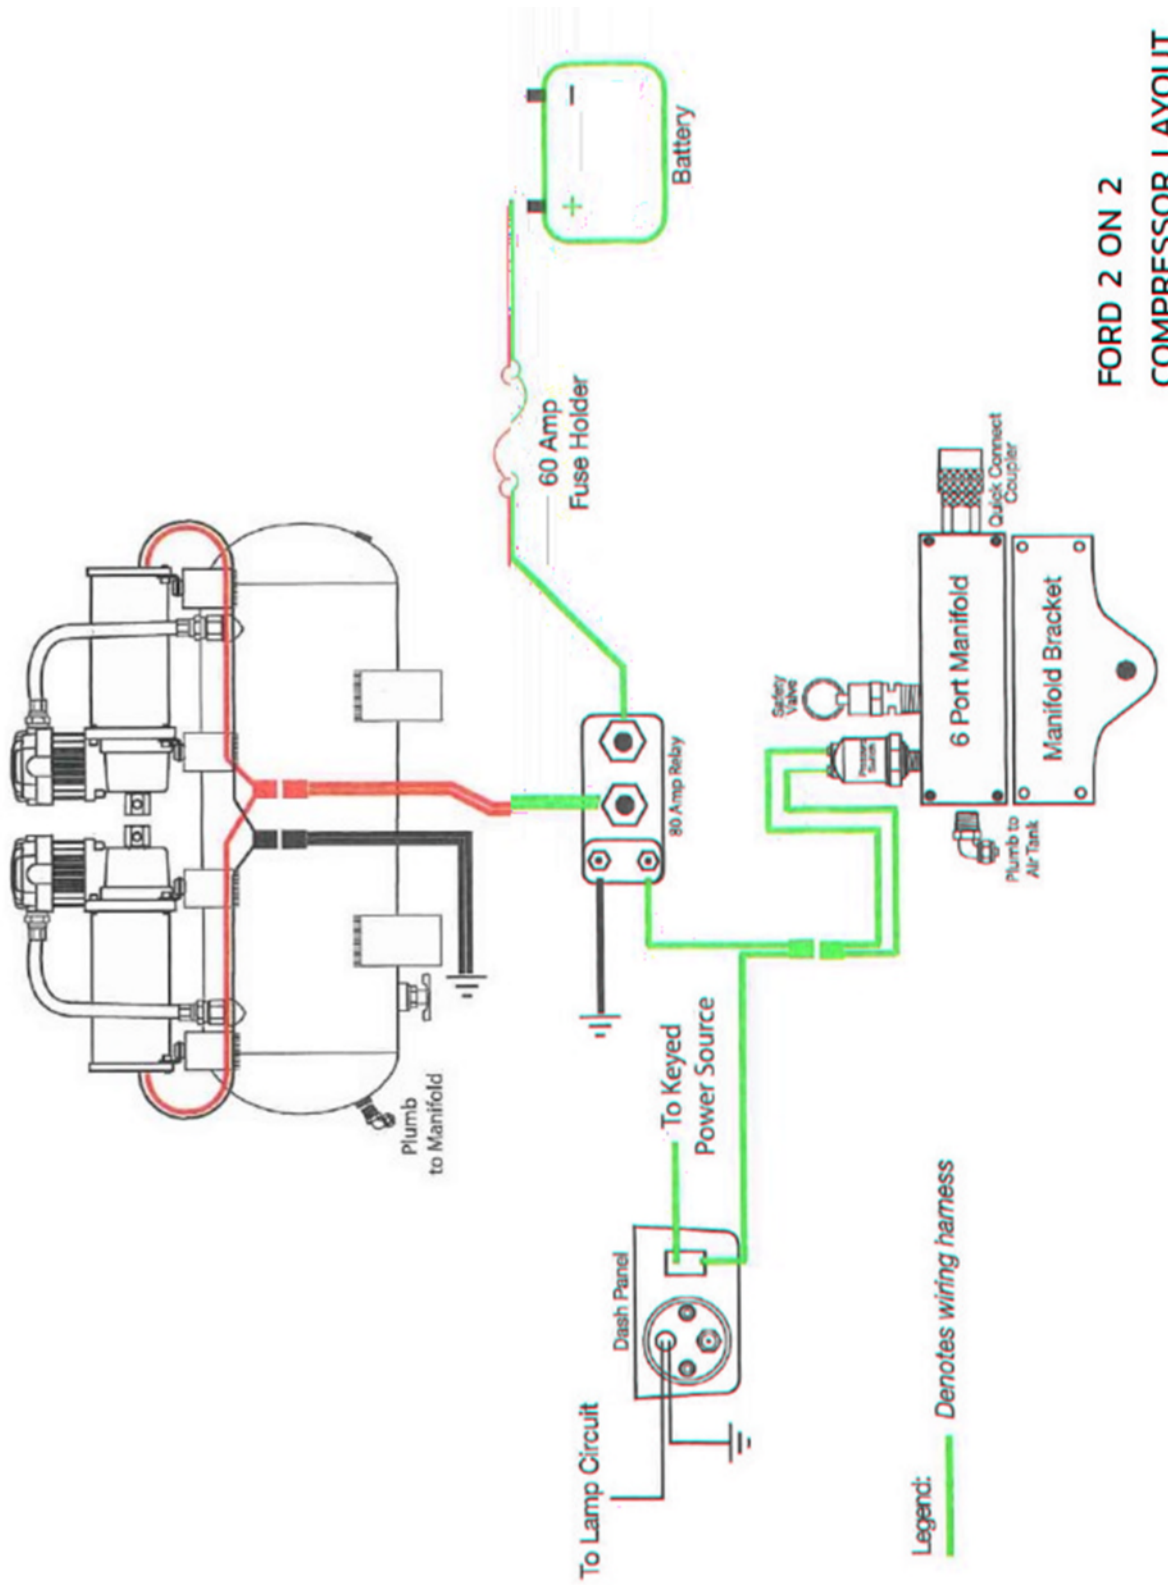 Plumb
to Manifold
60 Amp
Fuse Holder
+
-
Battery
80 Amp Relay
To Lamp Circuit
Dash Panel
To Keyed
Power Source
Safety
Valve
Pressure
Switch
6 Port Manifold
Quick Connect
Coupler
Plumb to
Air Tank
Manifold Bracket
Legend:
Denotes wiring harness
FORD 2 ON 2
COMPRESSOR LAYOUT